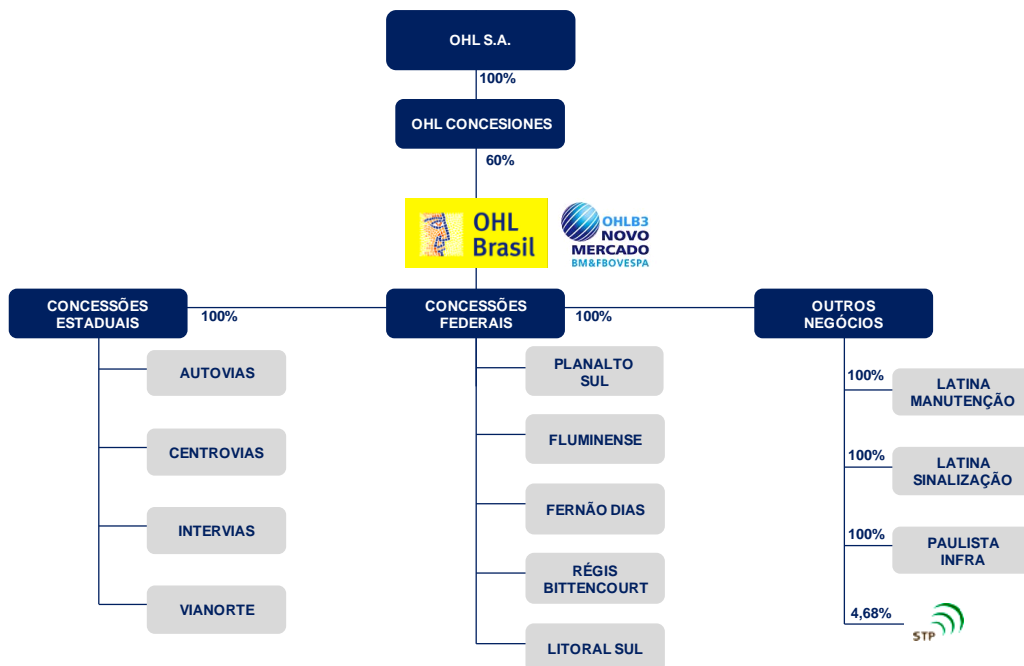 OHL S.A.
100%
OHL CONCESIONES
60%
OHL
Brasil
OHLB3
NOVO
MERCADO
BM&FBOVESPA
CONCESSÕES
ESTADUAIS
100%
CONCESSÕES
FEDERAIS
100%
OUTROS
NEGÓCIOS
AUTOVIAS
CENTROVIAS
INTERVIAS
VIANORTE
PLANALTO
SUL
FLUMINENSE
FERNÃO DIAS
RÉGIS
BITTENCOURT
LITORAL SUL
100%
LATINA
MANUTENÇÃO
100%
LATINA
SINALIZAÇÃO
100%
PAULISTA
INFRA
4,68%
STP